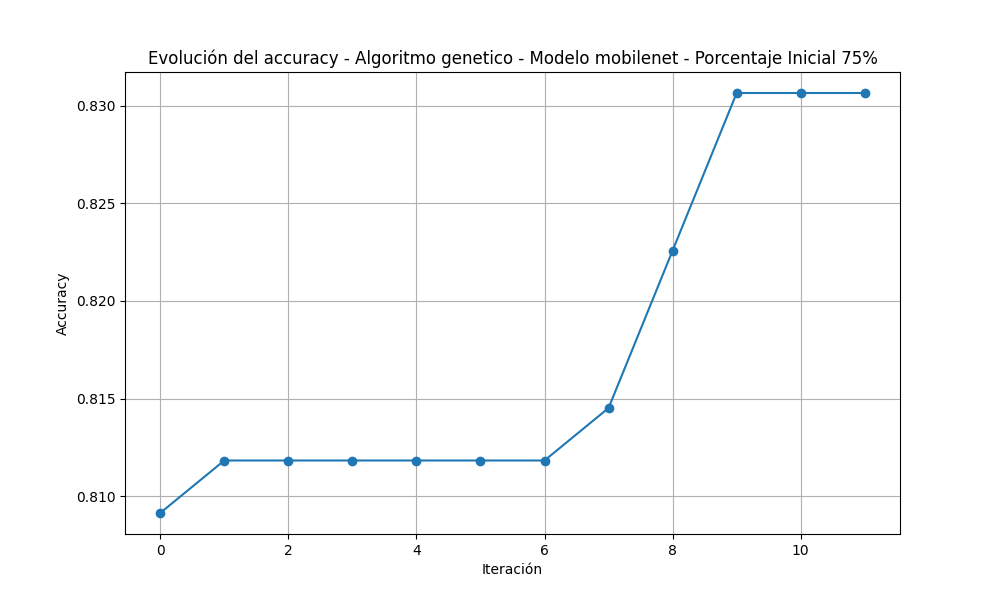 Evolución del accuracy - Algoritmo genetico - Modelo mobilenet - Porcentaje Inicial 75%
0.830
0.825
0.820
0.815
0.810
Accuracy
0 2 4 6 8 10
Iteración